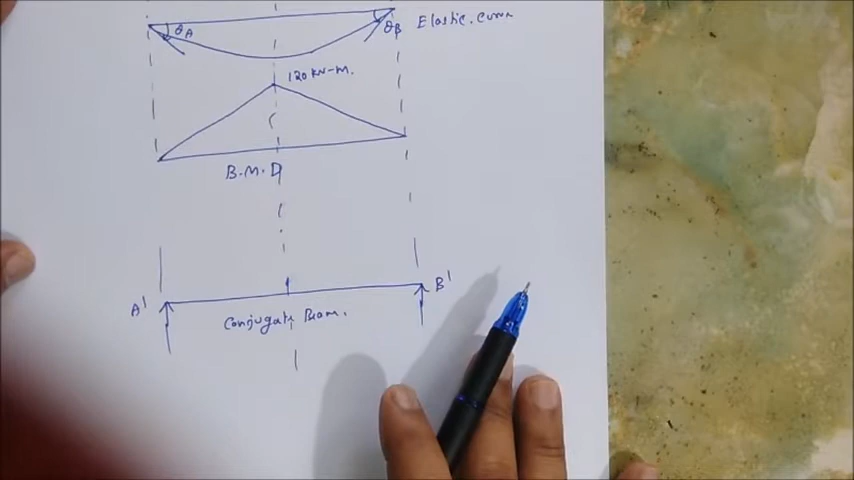 θA
θB Elastic curve
120 kN-m.
B.M.D
A' B'
Conjugate Beam.